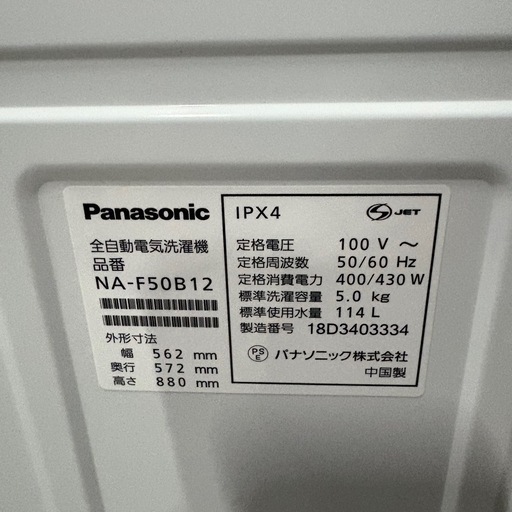 Panasonic
全自動電気洗濯機
品番
NA-F50B12
外形寸法
幅 562 mm
奥行 572 mm
高さ 880 mm
IPX4
S JET
定格電圧 100 V ～
定格周波数 50/60 Hz
定格消費電力 400/430 W
標準洗濯容量 5.0 kg
標準使用水量 114 L
製造番号 18D3403334
PSE パナソニック株式会社
中国製